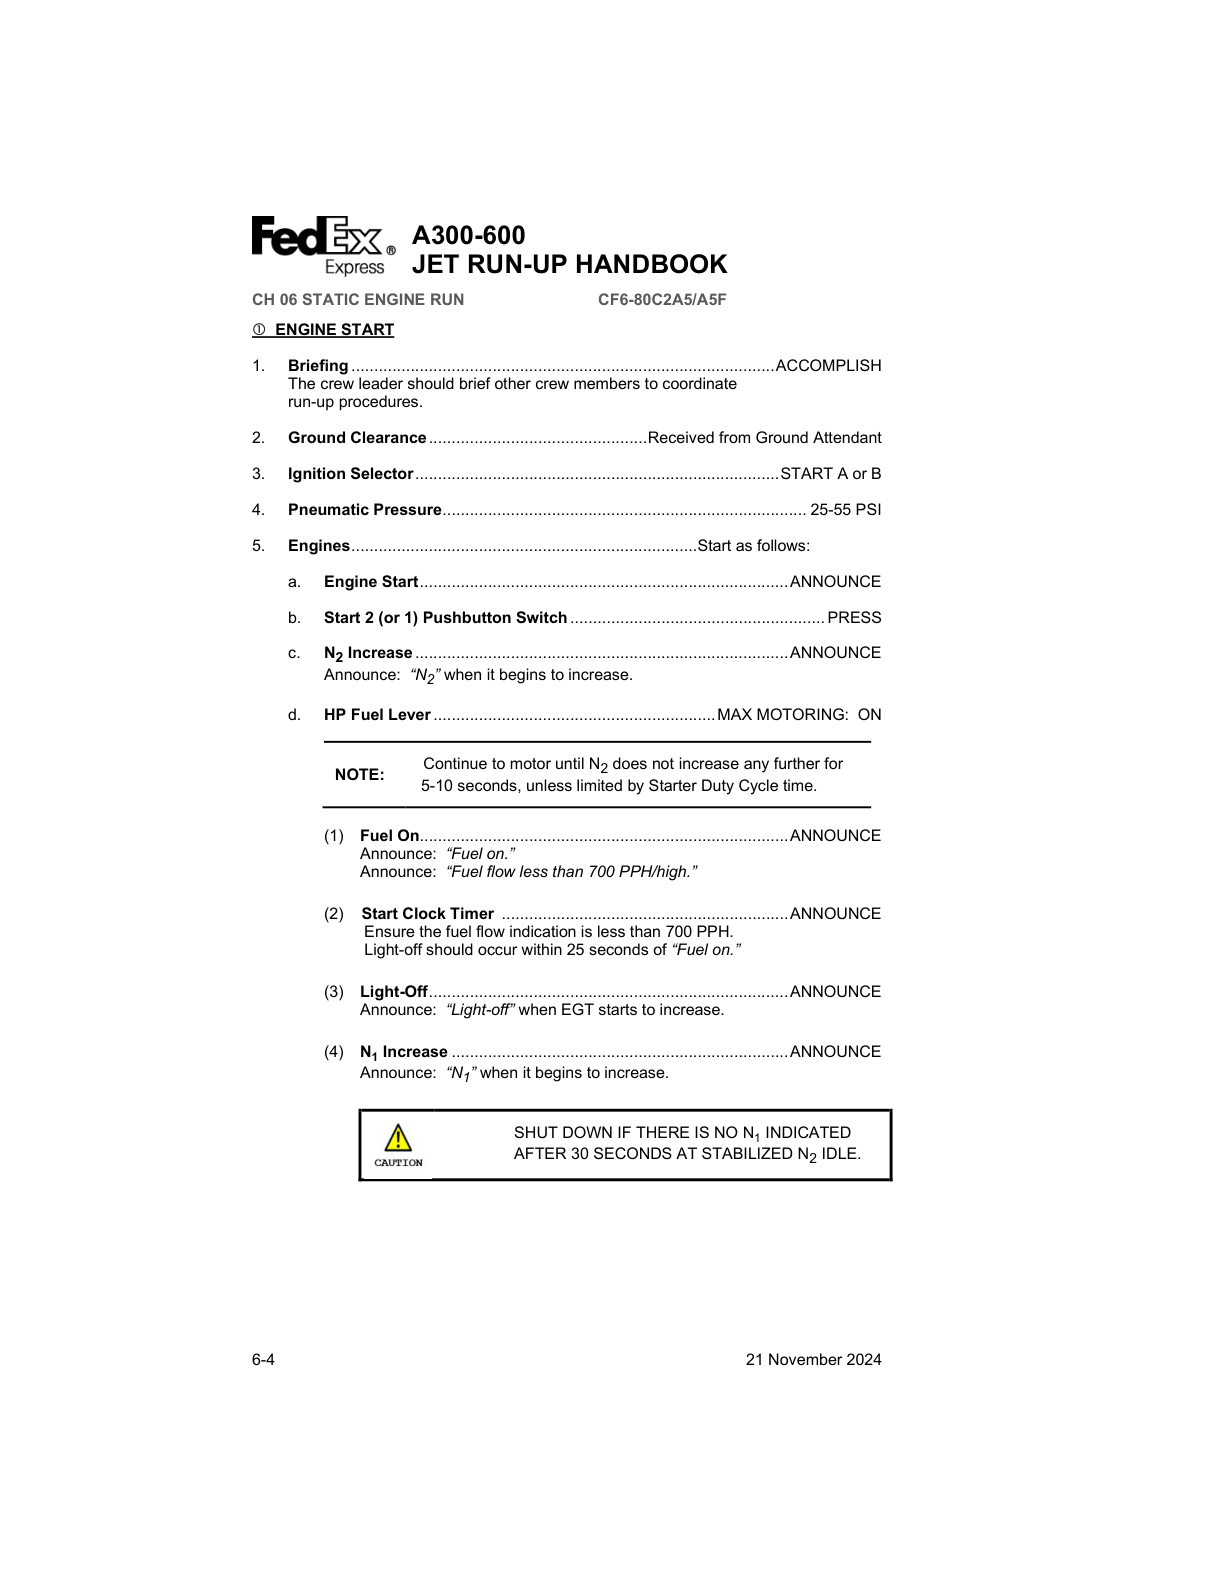 FedEx® A300-600
Express JET RUN-UP HANDBOOK
CH 06 STATIC ENGINE RUN CF6-80C2A5/A5F
① ENGINE START
1. Briefing ............................................................................................. ACCOMPLISH
The crew leader should brief other crew members to coordinate
run-up procedures.
2. Ground Clearance ................................................ Received from Ground Attendant
3. Ignition Selector ................................................................................ START A or B
4. Pneumatic Pressure................................................................................ 25-55 PSI
5. Engines............................................................................Start as follows:
a. Engine Start.................................................................................ANNOUNCE
b. Start 2 (or 1) Pushbutton Switch ........................................................ PRESS
c. N2 Increase ..................................................................................ANNOUNCE
Announce: “N2” when it begins to increase.
d. HP Fuel Lever ..............................................................MAX MOTORING: ON
NOTE: Continue to motor until N2 does not increase any further for
5-10 seconds, unless limited by Starter Duty Cycle time.
(1) Fuel On.................................................................................ANNOUNCE
Announce: “Fuel on.”
Announce: “Fuel flow less than 700 PPH/high.”
(2) Start Clock Timer ...............................................................ANNOUNCE
Ensure the fuel flow indication is less than 700 PPH.
Light-off should occur within 25 seconds of “Fuel on.”
(3) Light-Off...............................................................................ANNOUNCE
Announce: “Light-off” when EGT starts to increase.
(4) N1 Increase ..........................................................................ANNOUNCE
Announce: “N1” when it begins to increase.
SHUT DOWN IF THERE IS NO N1 INDICATED
AFTER 30 SECONDS AT STABILIZED N2 IDLE.
CAUTION
6-4 21 November 2024